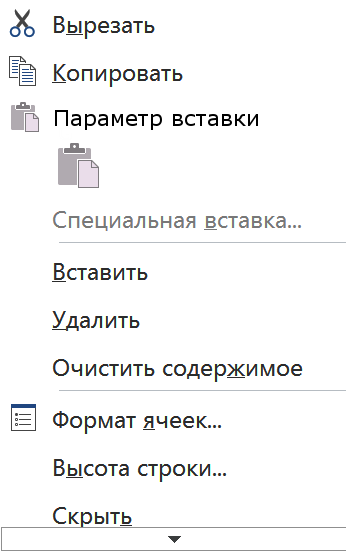 Вырезать
Копировать
Параметр вставки
Специальная вставка...
Вставить
Удалить
Очистить содержимое
Формат ячеек...
Высота строки...
Скрыть